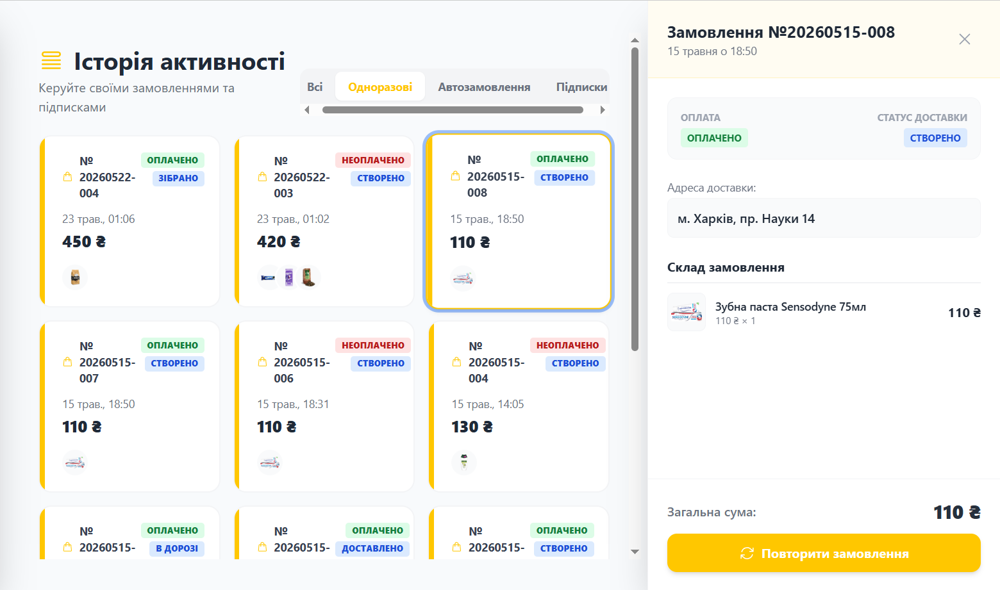 Історія активності
Керуйте своїми замовленнями та
підписками
Всі
Одноразові
Автозамовлення
Підписки
№
20260522-
004
ОПЛАЧЕНО
ЗІБРАНО
23 трав., 01:06
450 ₴
№
20260522-
003
НЕОПЛАЧЕНО
СТВОРЕНО
23 трав., 01:02
420 ₴
№
20260515-
008
ОПЛАЧЕНО
СТВОРЕНО
15 трав., 18:50
110 ₴
№
20260515-
007
ОПЛАЧЕНО
СТВОРЕНО
15 трав., 18:50
110 ₴
№
20260515-
006
НЕОПЛАЧЕНО
СТВОРЕНО
15 трав., 18:31
110 ₴
№
20260515-
004
НЕОПЛАЧЕНО
СТВОРЕНО
15 трав., 14:05
130 ₴
№
20260515-
ОПЛАЧЕНО
В ДОРОЗІ
№
20260515-
ОПЛАЧЕНО
ДОСТАВЛЕНО
№
20260515-
ОПЛАЧЕНО
СТВОРЕНО
Замовлення №20260515-008
15 травня о 18:50
ОПЛАТА
ОПЛАЧЕНО
СТАТУС ДОСТАВКИ
СТВОРЕНО
Адреса доставки:
м. Харків, пр. Науки 14
Склад замовлення
Зубна паста Sensodyne 75мл
110 ₴ × 1
110 ₴
Загальна сума:
110 ₴
Повторити замовлення